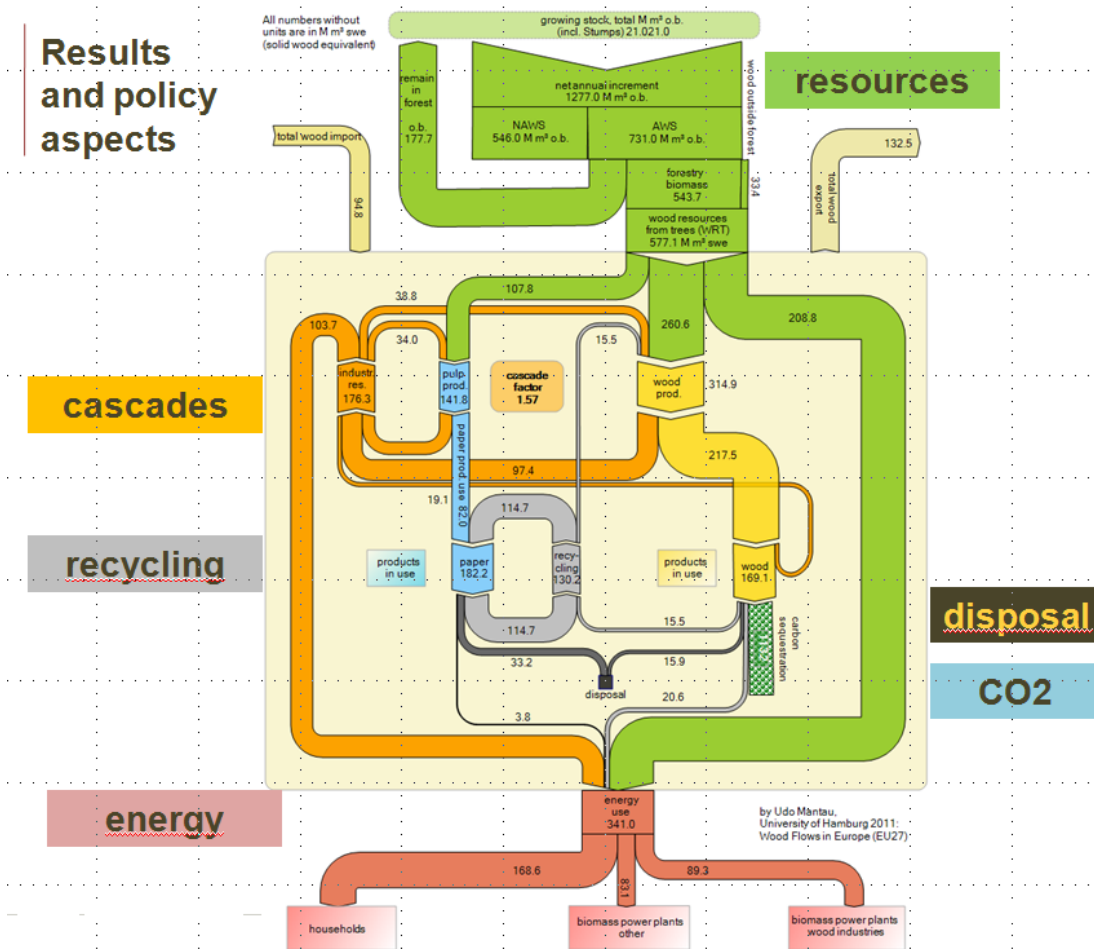 All numbers without
units are in M m³ swe
(solid wood equivalent)
growing stock, total M m³ o.b.
(incl. Stumps) 21.021.0
Results
and policy
aspects
resources
remain
in
forest
o.b.
177.7
net annual increment
1277.0 M m³ o.b.
NAWS
546.0 M m³ o.b.
AWS
731.0 M m³ o.b.
wood outside forest
33.4
total wood import
94.8
132.5
total wood
export
forestry
biomass
543.7
wood resources
from trees (WRT)
577.1 M m³ swe
107.8
38.8
103.7
34.0
15.5
260.6
208.8
industr.
res.
176.3
pulp.
prod.
141.8
cascade
factor
1.57
wood
prod.
314.9
cascades
97.4
217.5
19.1
paper prod. use 82.0
114.7
recycling
products
in use
paper
182.2
recy-
cling
130.2
products
in use
wood
169.1
114.7
15.5
carbon
sequestration
disposal
33.2
15.9
disposal
20.6
3.8
CO2
energy
energy
use
341.0
by Udo Mantau,
University of Hamburg 2011;
Wood Flows in Europe (EU27)
168.6
83.1
89.3
households
biomass power plants
other
biomass power plants
wood industries